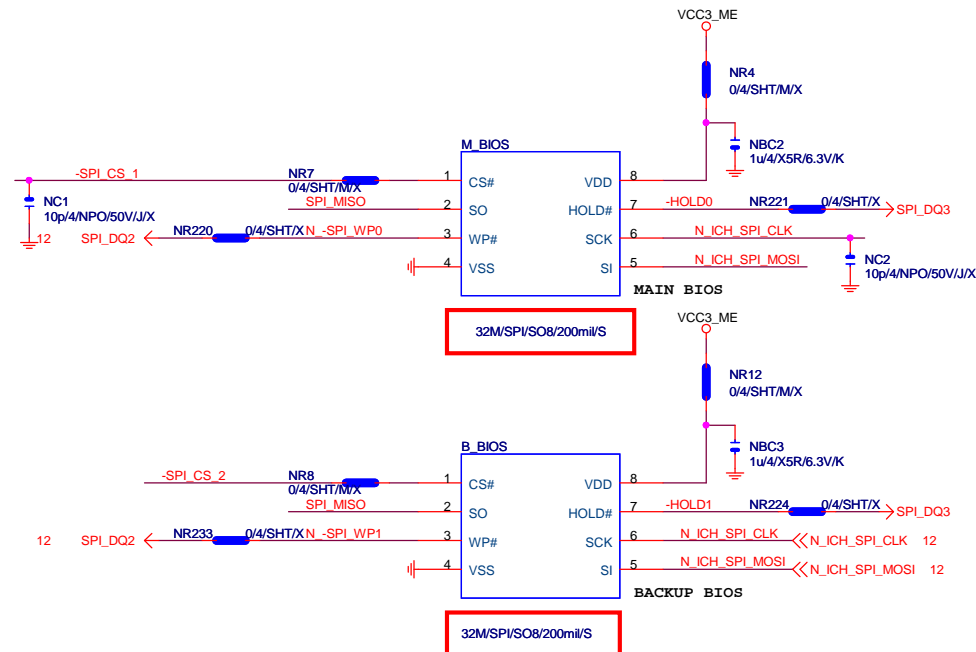 VCC3_ME
NR4
0/4/SHT/M/X
NBC2
1u/4/X5R/6.3V/K
M_BIOS
-SPI_CS_1
NR7
0/4/SHT/M/X
1
CS#
VDD
8
NC1
10p/4/NPO/50V/J/X
SPI_MISO
2
SO
HOLD#
7
-HOLD0
NR221
0/4/SHT/X
SPI_DQ3
12
SPI_DQ2
NR220
0/4/SHT/X
N_-SPI_WP0
3
WP#
SCK
6
N_ICH_SPI_CLK
4
VSS
SI
5
N_ICH_SPI_MOSI
NC2
10p/4/NPO/50V/J/X
MAIN BIOS
32M/SPI/SO8/200mil/S
VCC3_ME
NR12
0/4/SHT/M/X
NBC3
1u/4/X5R/6.3V/K
B_BIOS
-SPI_CS_2
NR8
0/4/SHT/M/X
1
CS#
VDD
8
SPI_MISO
2
SO
HOLD#
7
-HOLD1
NR224
0/4/SHT/X
SPI_DQ3
12
SPI_DQ2
NR233
0/4/SHT/X
N_-SPI_WP1
3
WP#
SCK
6
N_ICH_SPI_CLK
N_ICH_SPI_CLK
12
4
VSS
SI
5
N_ICH_SPI_MOSI
N_ICH_SPI_MOSI
12
BACKUP BIOS
32M/SPI/SO8/200mil/S